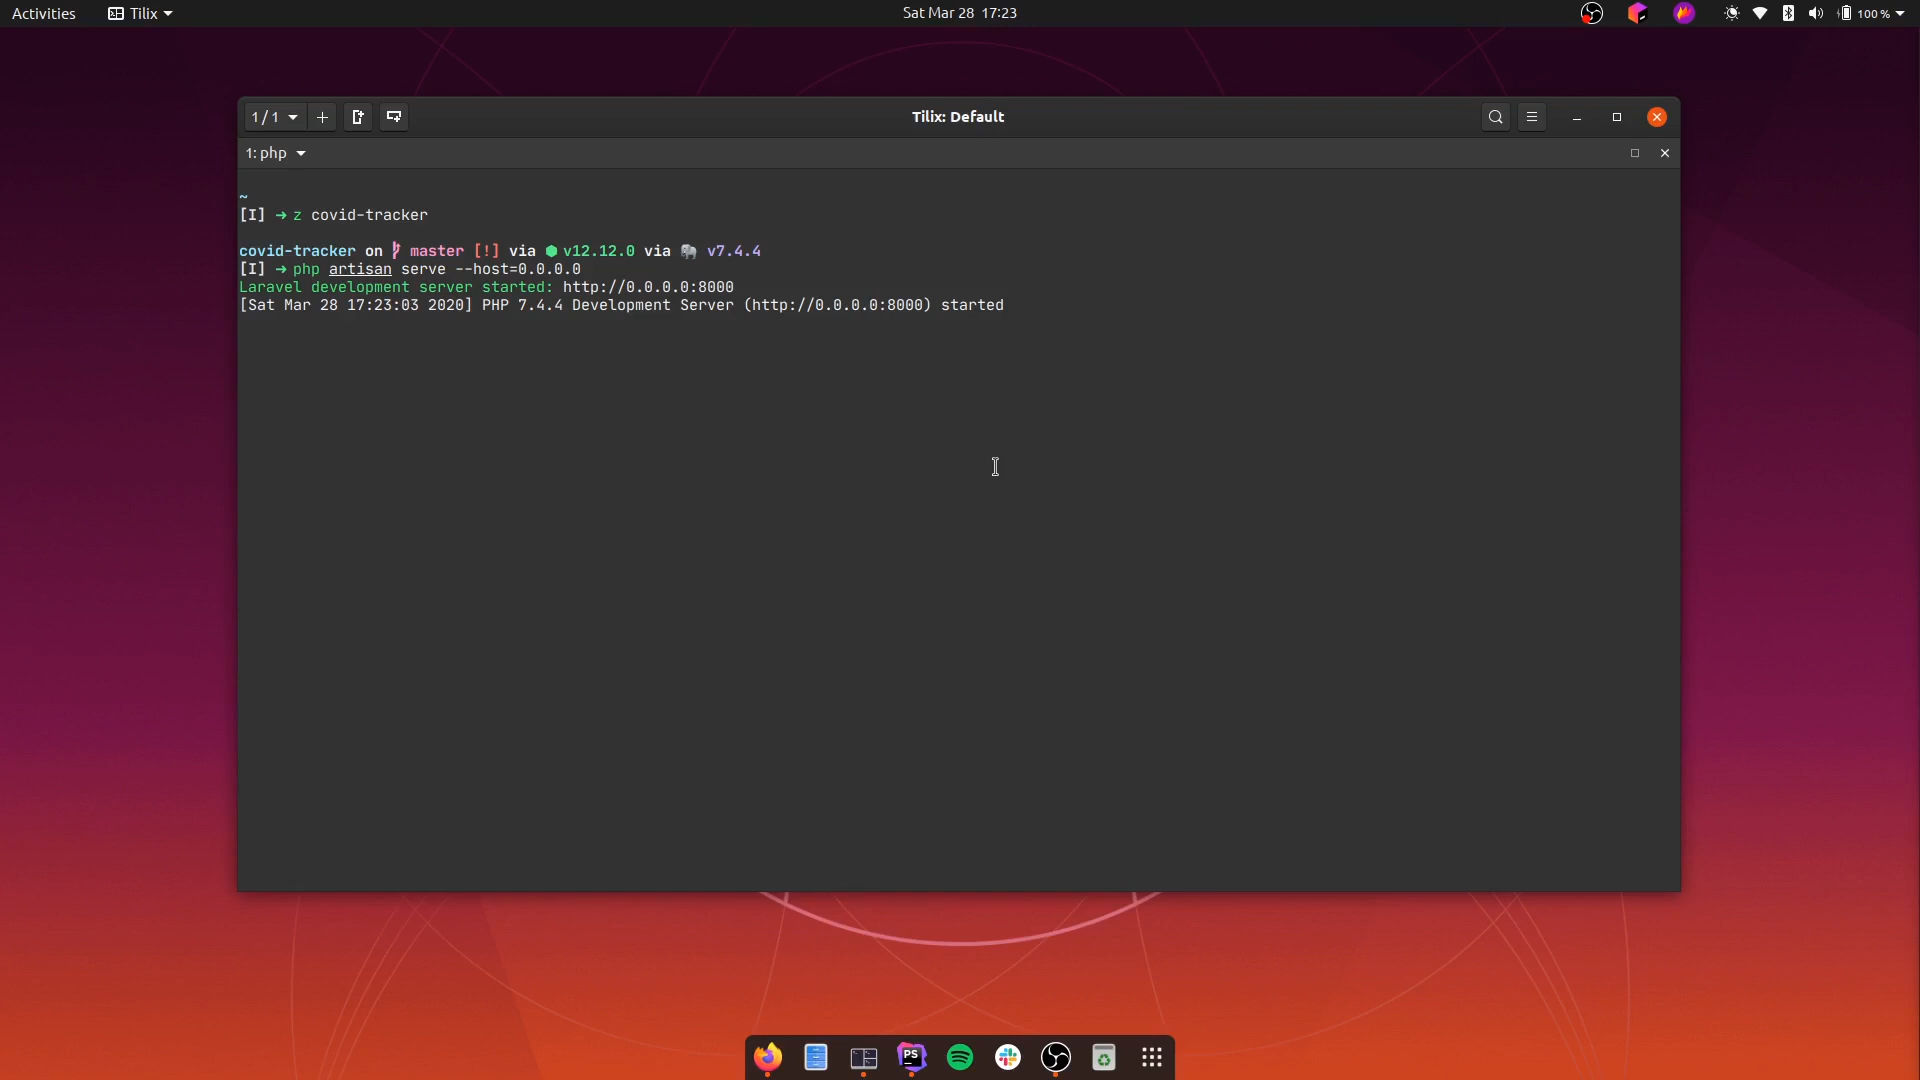 Activities Tilix Sat Mar 28 17:23 100 %
1 / 1 Tilix: Default
1: php
~
[I] ➜ z covid-tracker
covid-tracker on master [!] via ⬢ v12.12.0 via 🐘 v7.4.4
[I] ➜ php artisan serve --host=0.0.0.0
Laravel development server started: http://0.0.0.0:8000
[Sat Mar 28 17:23:03 2020] PHP 7.4.4 Development Server (http://0.0.0.0:8000) started
PS